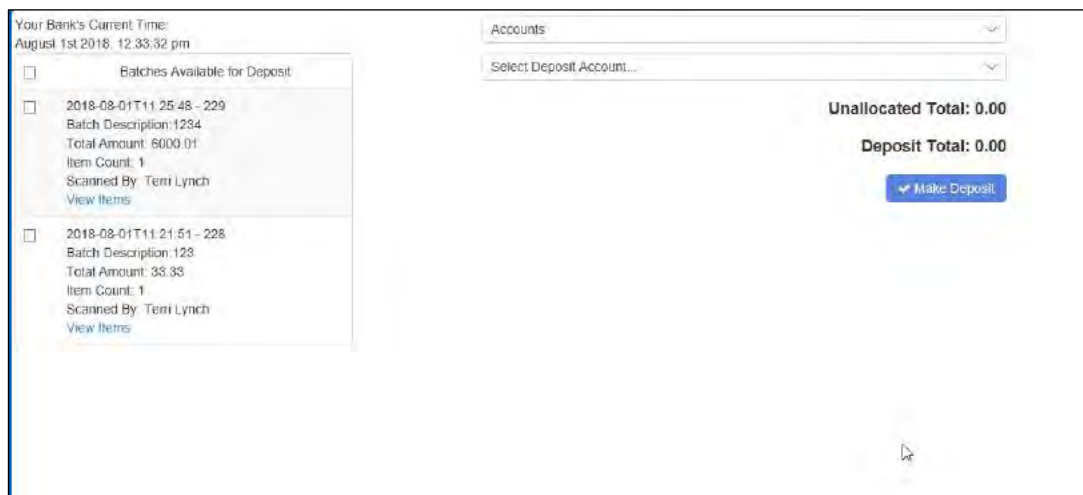 Your Bank's Current Time:
August 1st 2018, 12:33:32 pm
Batches Available for Deposit
2018-08-01T11:25:48 - 229
Batch Description:1234
Total Amount: 6000.01
Item Count: 1
Scanned By: Terri Lynch
View Items
2018-08-01T11:21:51 - 228
Batch Description:123
Total Amount: 33.33
Item Count: 1
Scanned By: Terri Lynch
View Items
Accounts
Select Deposit Account...
Unallocated Total: 0.00
Deposit Total: 0.00
Make Deposit